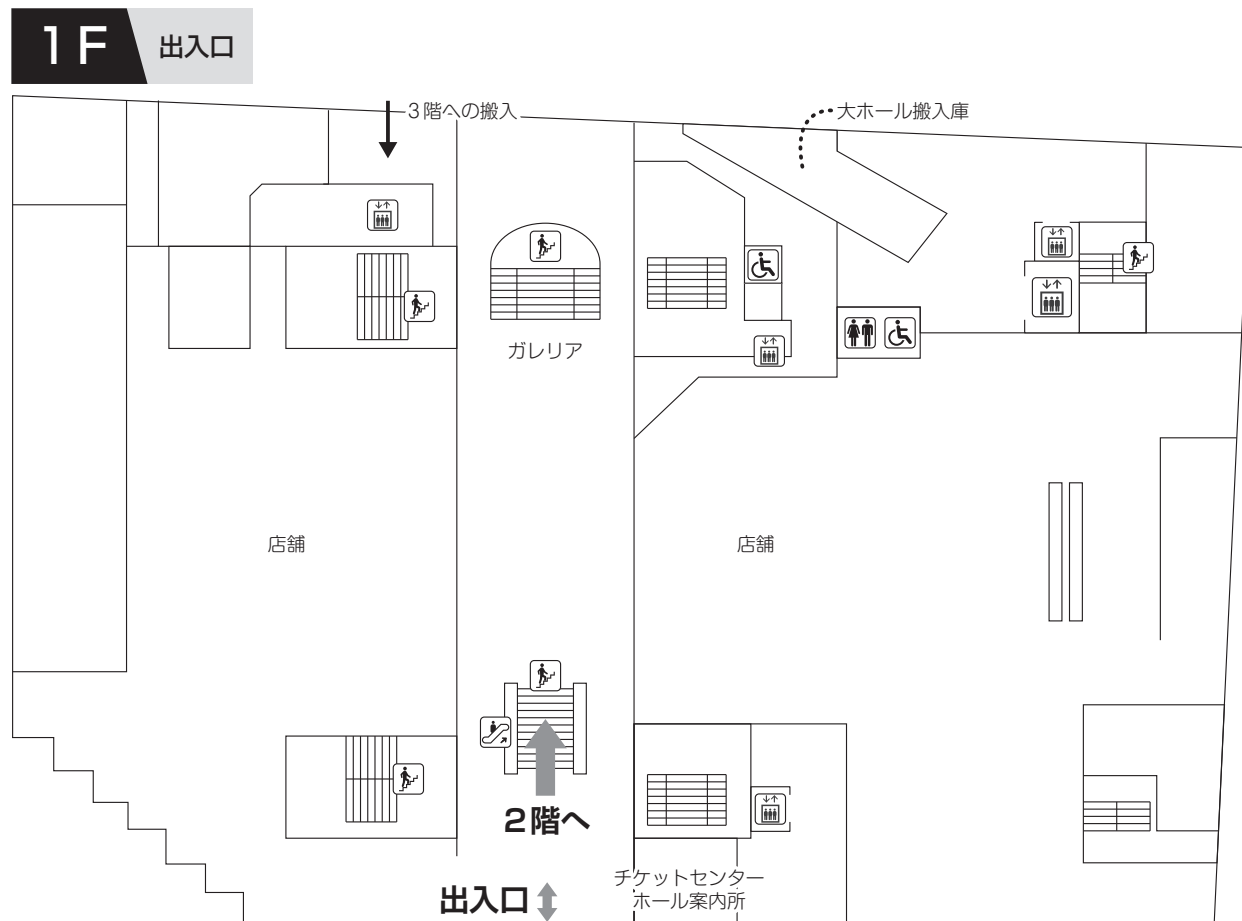 1F 出入口
3階への搬入
大ホール搬入庫
ガレリア
店舗
店舗
2階へ
出入口
チケットセンター
ホール案内所